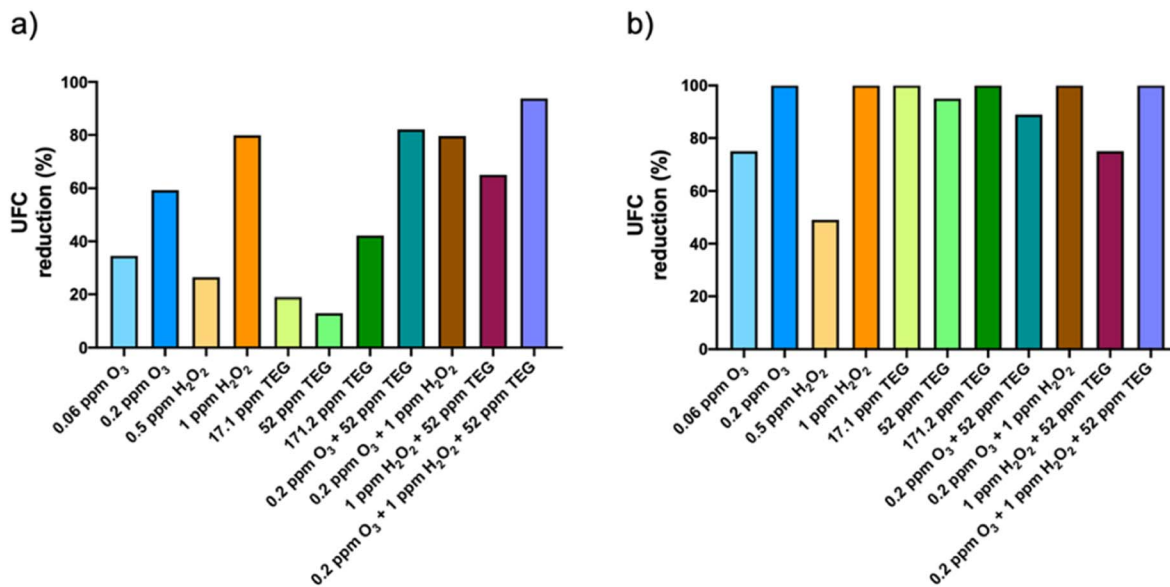 a)
UFC
reduction (%)
100
80
60
40
20
0
0.06 ppm O₃
0.2 ppm O₃
0.5 ppm H₂O₂
1 ppm H₂O₂
17.1 ppm TEG
52 ppm TEG
171.2 ppm TEG
0.2 ppm O₃ + 52 ppm TEG
0.2 ppm O₃ + 1 ppm H₂O₂
1 ppm H₂O₂ + 52 ppm TEG
0.2 ppm O₃ + 1 ppm H₂O₂ + 52 ppm TEG
b)
UFC
reduction (%)
100
80
60
40
20
0
0.06 ppm O₃
0.2 ppm O₃
0.5 ppm H₂O₂
1 ppm H₂O₂
17.1 ppm TEG
52 ppm TEG
171.2 ppm TEG
0.2 ppm O₃ + 52 ppm TEG
0.2 ppm O₃ + 1 ppm H₂O₂
1 ppm H₂O₂ + 52 ppm TEG
0.2 ppm O₃ + 1 ppm H₂O₂ + 52 ppm TEG